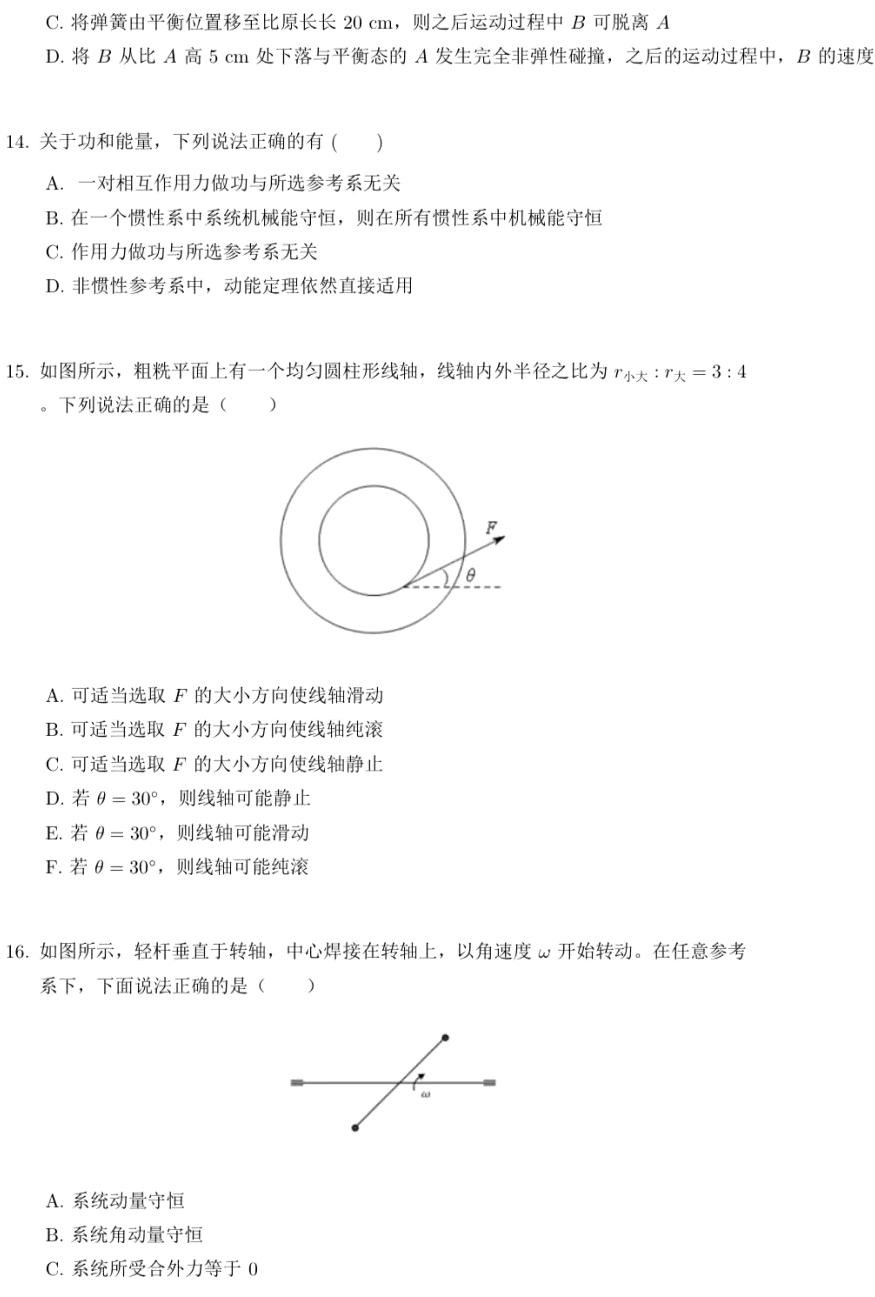 C. 将弹簧由平衡位置移至比原长长 20 cm，则之后运动过程中 B 可脱离 A
D. 将 B 从比 A 高 5 cm 处下落与平衡态的 A 发生完全非弹性碰撞，之后的运动过程中，B 的速度
14. 关于功和能量，下列说法正确的有 (　　)
A. 一对相互作用力做功与所选参考系无关
B. 在一个惯性系中系统机械能守恒，则在所有惯性系中机械能守恒
C. 作用力做功与所选参考系无关
D. 非惯性参考系中，动能定理依然直接适用
15. 如图所示，粗粇平面上有一个均匀圆柱形线轴，线轴内外半径之比为 r小大 : r大 = 3 : 4
。下列说法正确的是（　　）
F
θ
A. 可适当选取 F 的大小方向使线轴滑动
B. 可适当选取 F 的大小方向使线轴纯滚
C. 可适当选取 F 的大小方向使线轴静止
D. 若 θ = 30°，则线轴可能静止
E. 若 θ = 30°，则线轴可能滑动
F. 若 θ = 30°，则线轴可能纯滚
16. 如图所示，轻杆垂直于转轴，中心焊接在转轴上，以角速度 ω 开始转动。在任意参考
系下，下面说法正确的是（　　）
ω
A. 系统动量守恒
B. 系统角动量守恒
C. 系统所受合外力等于 0